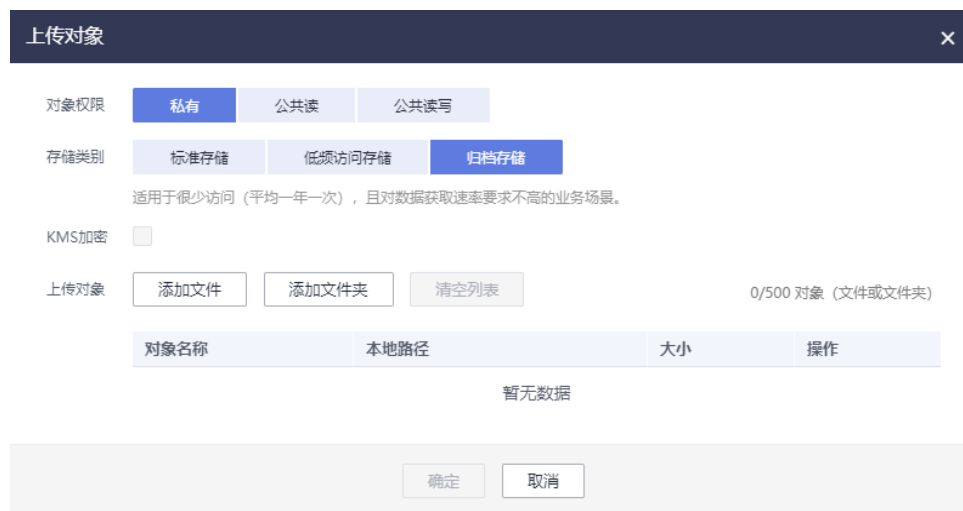 上传对象
×
对象权限 私有 公共读 公共读写
存储类别 标准存储 低频访问存储 归档存储
适用于很少访问（平均一年一次），且对数据获取速率要求不高的业务场景。
KMS加密
上传对象 添加文件 添加文件夹 清空列表 0/500 对象（文件或文件夹）
对象名称 本地路径 大小 操作
暂无数据
确定 取消